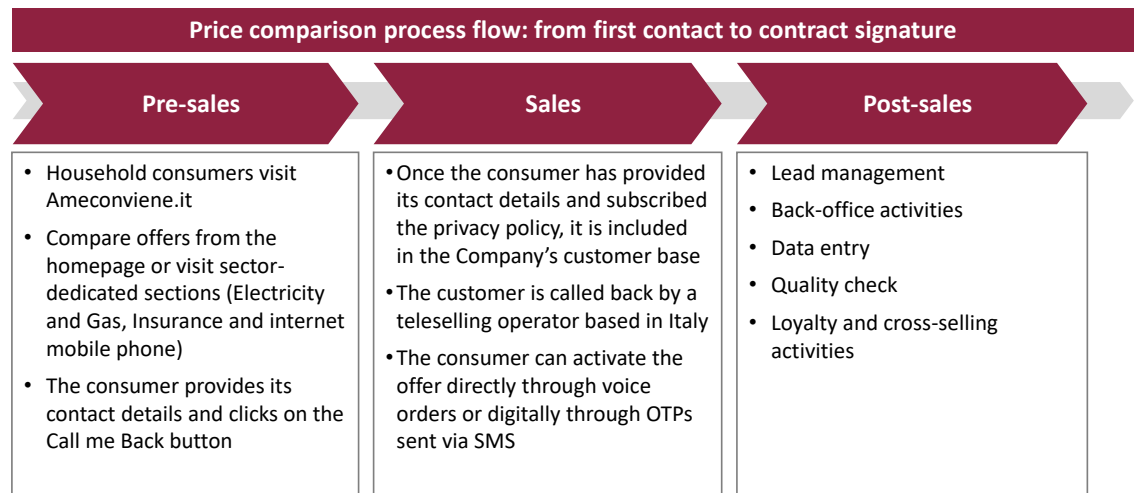 Price comparison process flow: from first contact to contract signature
Pre-sales
• Household consumers visit
Ameconviene.it
• Compare offers from the
homepage or visit sector-
dedicated sections (Electricity
and Gas, Insurance and internet
mobile phone)
• The consumer provides its
contact details and clicks on the
Call me Back button
Sales
• Once the consumer has provided
its contact details and subscribed
the privacy policy, it is included
in the Company’s customer base
• The customer is called back by a
teleselling operator based in Italy
• The consumer can activate the
offer directly through voice
orders or digitally through OTPs
sent via SMS
Post-sales
• Lead management
• Back-office activities
• Data entry
• Quality check
• Loyalty and cross-selling
activities